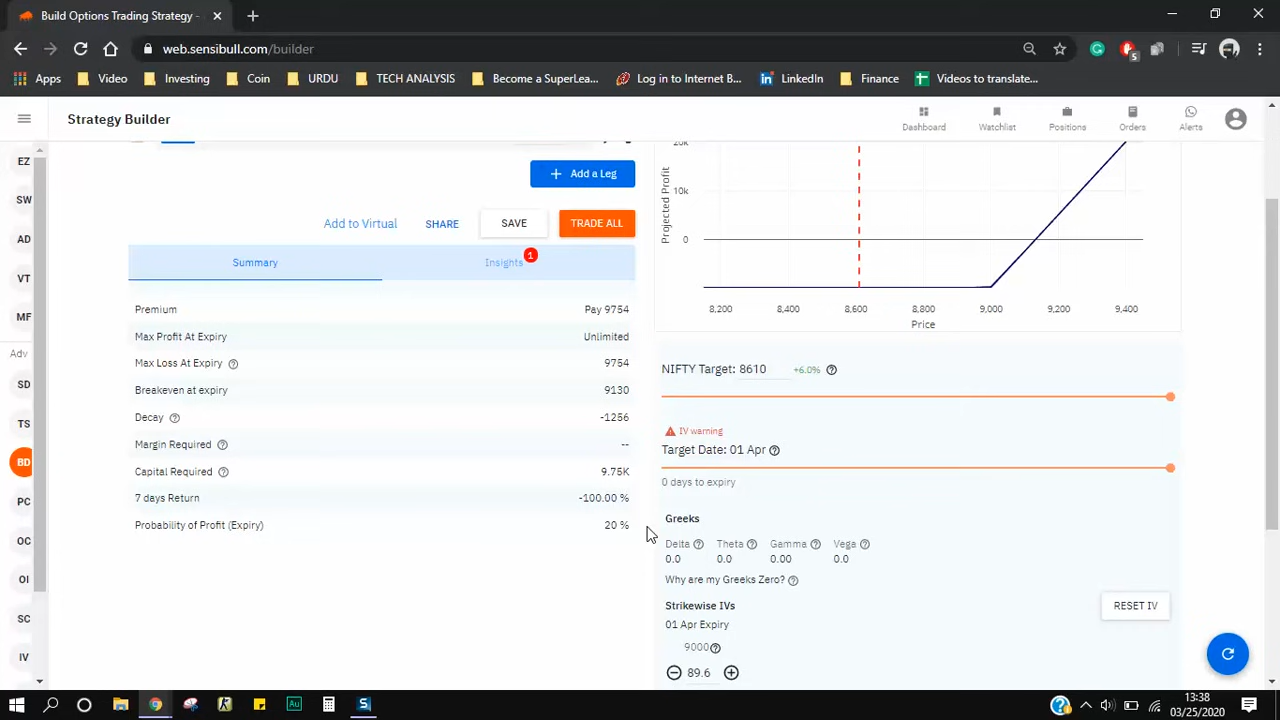 Build Options Trading Strategy -
web.sensibull.com/builder
Apps
Video
Investing
Coin
URDU
TECH ANALYSIS
Become a SuperLea...
Log in to Internet B...
LinkedIn
Finance
Videos to translate...
5
Strategy Builder
Dashboard
Watchlist
Positions
Orders
Alerts
EZ
SW
AD
VT
MF
Adv
SD
TS
BD
PC
OC
OI
SC
IV
+ Add a Leg
Add to Virtual
SHARE
SAVE
TRADE ALL
Summary
Insights
1
Premium
Pay 9754
Max Profit At Expiry
Unlimited
Max Loss At Expiry
9754
Breakeven at expiry
9130
Decay
-1256
Margin Required
--
Capital Required
9.75K
7 days Return
-100.00 %
Probability of Profit (Expiry)
20 %
Projected Profit
20k
10k
0
8,200
8,400
8,600
8,800
9,000
9,200
9,400
Price
NIFTY Target: 8610
+6.0%
IV warning
Target Date: 01 Apr
0 days to expiry
Greeks
Delta
Theta
Gamma
Vega
0.0
0.0
0.00
0.0
Why are my Greeks Zero?
Strikewise IVs
RESET IV
01 Apr Expiry
9000
89.6
13:38
03/25/2020